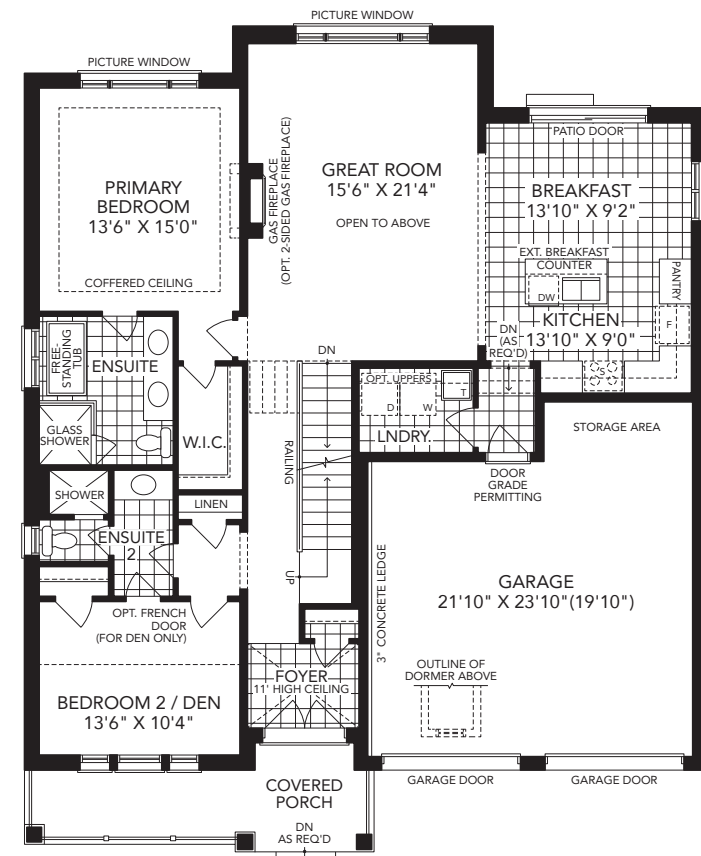 PICTURE WINDOW
PICTURE WINDOW
PATIO DOOR
GAS FIREPLACE
(OPT. 2-SIDED GAS FIREPLACE)
GREAT ROOM
15'6" X 21'4"
OPEN TO ABOVE
PRIMARY
BEDROOM
13'6" X 15'0"
COFFERED CEILING
BREAKFAST
13'10" X 9'2"
EXT. BREAKFAST
COUNTER
DW
PANTRY
F
KITCHEN
13'10" X 9'0"
S
DN
(AS
REQ'D)
FREE-
STANDING
TUB
ENSUITE
GLASS
SHOWER
W.I.C.
DN
RAILING
UP
OPT. UPPERS
T
D
W
LNDRY.
STORAGE AREA
DOOR
GRADE
PERMITTING
SHOWER
LINEN
ENSUITE
2
OPT. FRENCH
DOOR
(FOR DEN ONLY)
3" CONCRETE LEDGE
GARAGE
21'10" X 23'10"(19'10")
OUTLINE OF
DORMER ABOVE
FOYER
11' HIGH CEILING
BEDROOM 2 / DEN
13'6" X 10'4"
COVERED
PORCH
DN
AS REQ'D
GARAGE DOOR
GARAGE DOOR